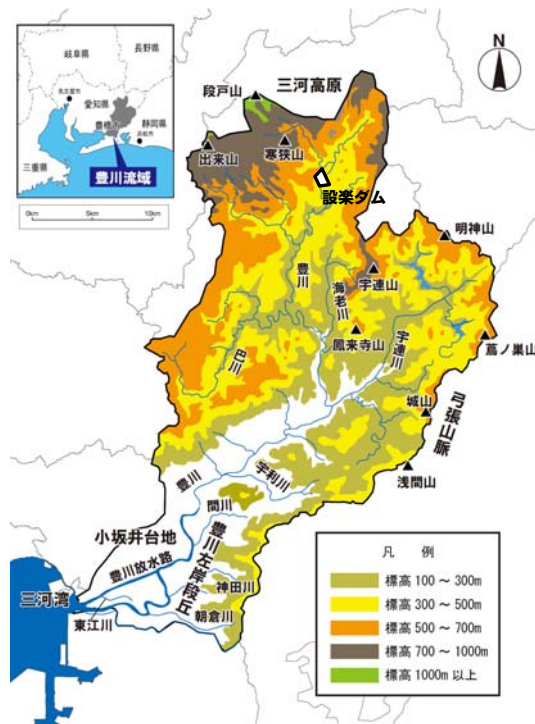 岐阜県
長野県
名古屋市
愛知県
豊橋市
静岡県
浜松市
三重県
豊川流域
0km
5km
10km
N
段戸山
三河高原
出来山
寒狭山
設楽ダム
明神山
豊川
海老川
宇連山
鳳来寺山
宇連川
蔦ノ巣山
巴川
城山
弓張山脈
浅間山
豊川
宇利川
間川
小坂井台地
豊川放水路
豊川左岸段丘
神田川
三河湾
東江川
朝倉川
凡 例
標高 100 ~ 300m
標高 300 ~ 500m
標高 500 ~ 700m
標高 700 ~ 1000m
標高 1000m 以上